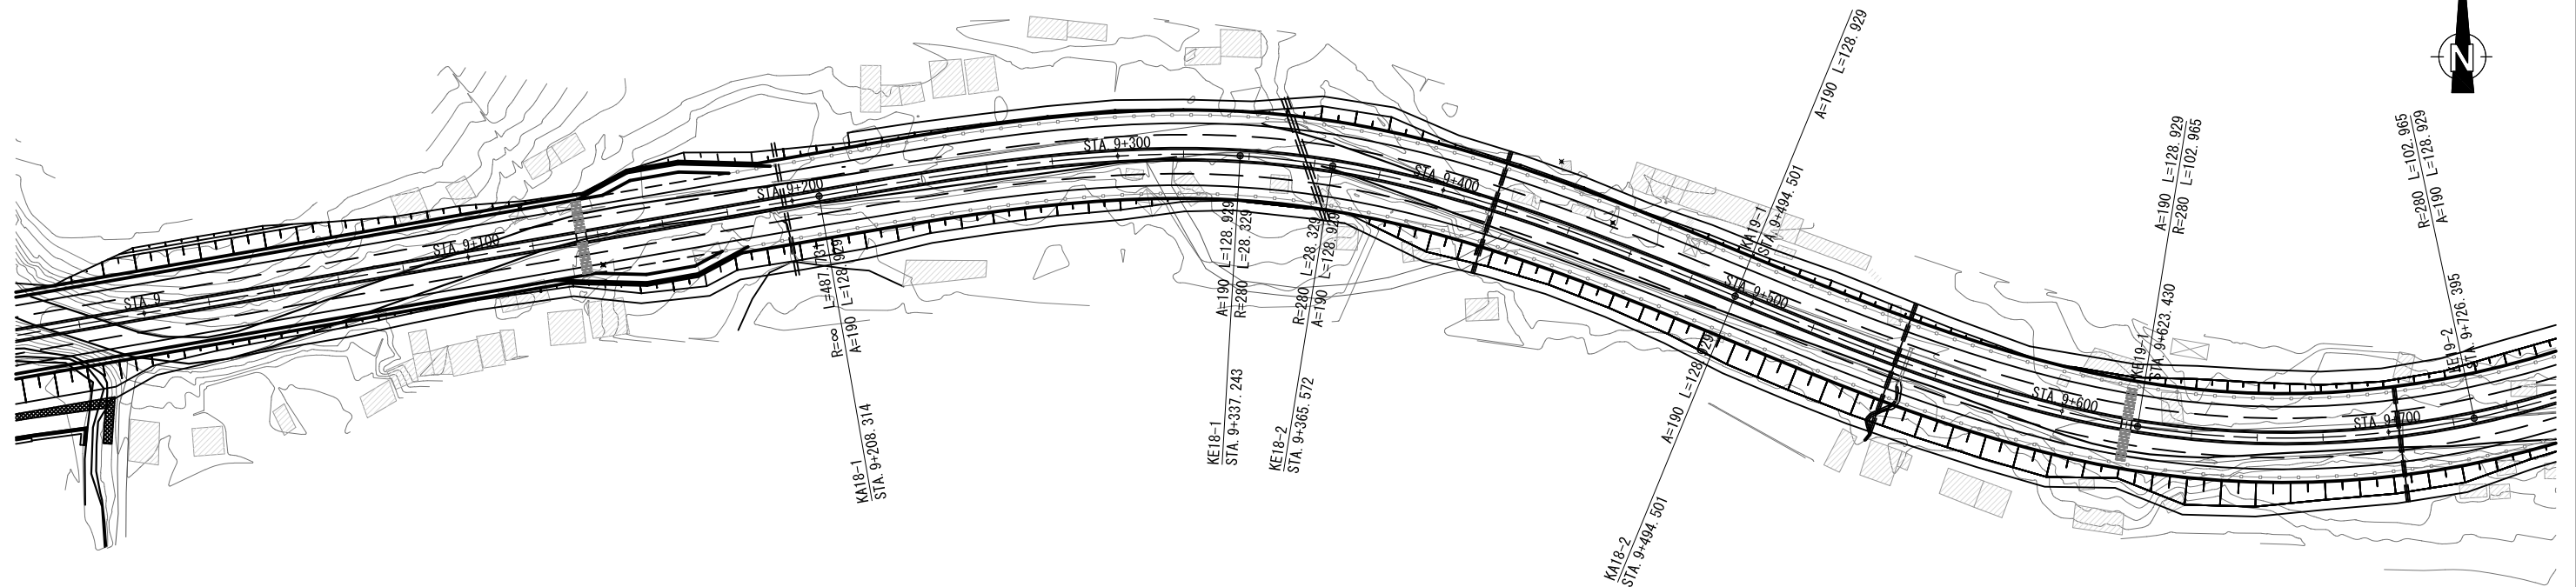 STA. 9
STA. 9+100
STA. 9+200
STA. 9+300
STA. 9+400
STA. 9+500
STA. 9+600
STA. 9+700
R=∞ L=487.731
A=190 L=128.929
KA18-1
STA. 9+208. 314
A=190 L=128. 929
R=280 L=28. 329
KE18-1
STA. 9+337. 243
R=280 L=28. 329
A=190 L=128. 929
KE18-2
STA. 9+365. 572
A=190 L=128. 929
KA18-2
STA. 9+494. 501
A=190 L=128. 929
KA19-1
STA. 9+494. 501
A=190 L=128. 929
R=280 L=102. 965
KE19-1
STA. 9+623. 430
R=280 L=102. 965
A=190 L=128. 929
KE19-2
STA. 9+726. 395
N